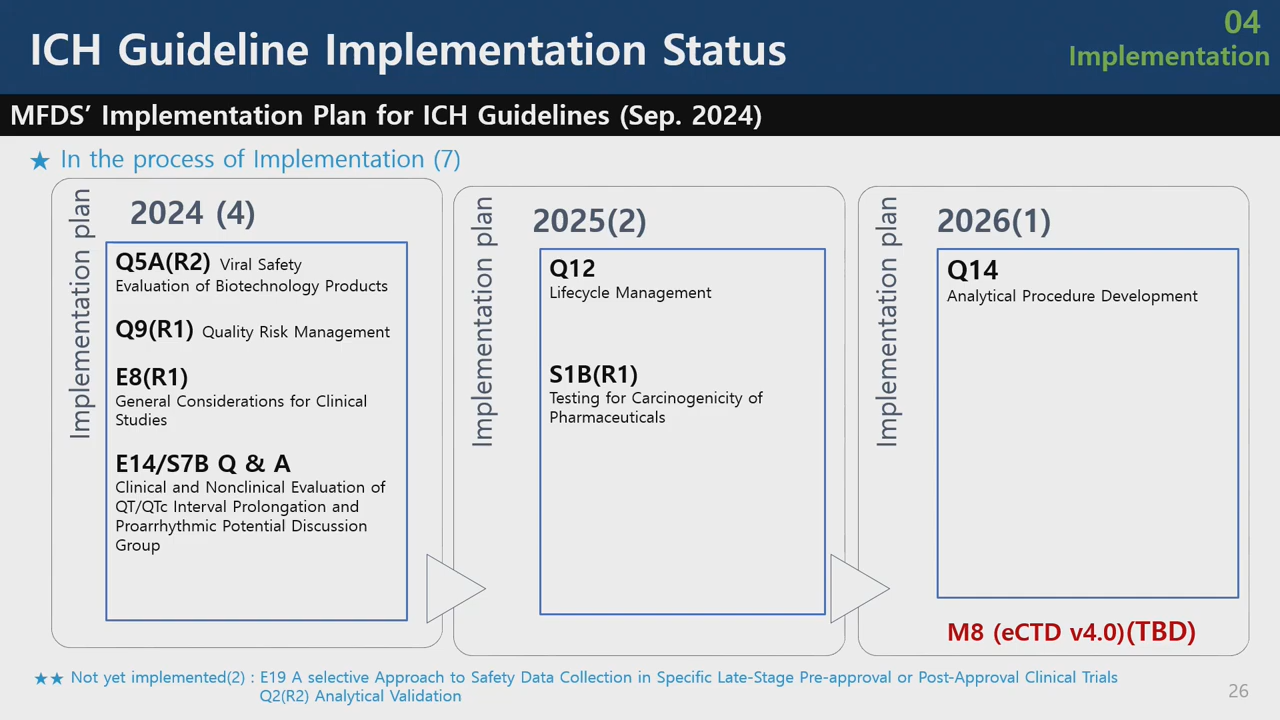 ICH Guideline Implementation Status
04
Implementation
MFDS’ Implementation Plan for ICH Guidelines (Sep. 2024)
★ In the process of Implementation (7)
Implementation plan
2024 (4)
Q5A(R2) Viral Safety
Evaluation of Biotechnology Products
Q9(R1) Quality Risk Management
E8(R1)
General Considerations for Clinical
Studies
E14/S7B Q & A
Clinical and Nonclinical Evaluation of
QT/QTc Interval Prolongation and
Proarrhythmic Potential Discussion
Group
Implementation plan
2025(2)
Q12
Lifecycle Management
S1B(R1)
Testing for Carcinogenicity of
Pharmaceuticals
Implementation plan
2026(1)
Q14
Analytical Procedure Development
M8 (eCTD v4.0)(TBD)
★★ Not yet implemented(2) : E19 A selective Approach to Safety Data Collection in Specific Late-Stage Pre-approval or Post-Approval Clinical Trials
Q2(R2) Analytical Validation
26